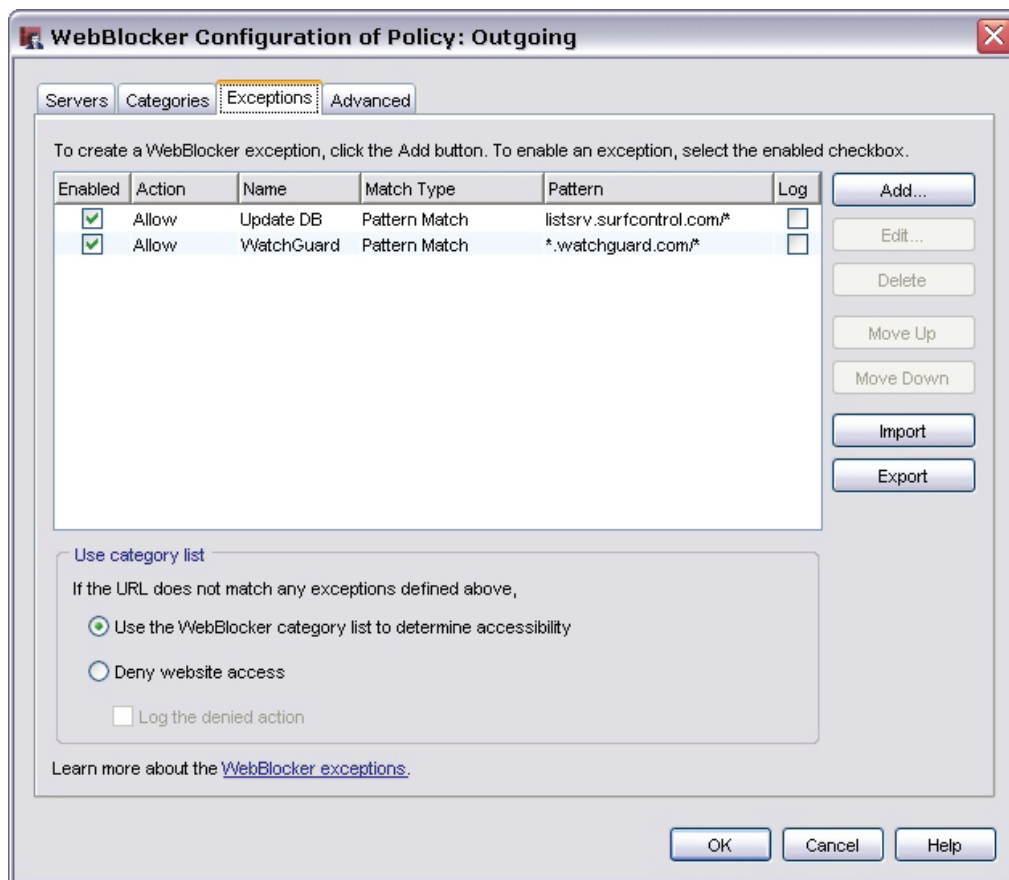 WebBlocker Configuration of Policy: Outgoing
Servers Categories Exceptions Advanced
To create a WebBlocker exception, click the Add button. To enable an exception, select the enabled checkbox.
Enabled Action Name Match Type Pattern Log
Allow Update DB Pattern Match listsrv.surfcontrol.com/*
Allow WatchGuard Pattern Match *.watchguard.com/*
Add...
Edit...
Delete
Move Up
Move Down
Import
Export
Use category list
If the URL does not match any exceptions defined above,
Use the WebBlocker category list to determine accessibility
Deny website access
Log the denied action
Learn more about the WebBlocker exceptions.
OK Cancel Help